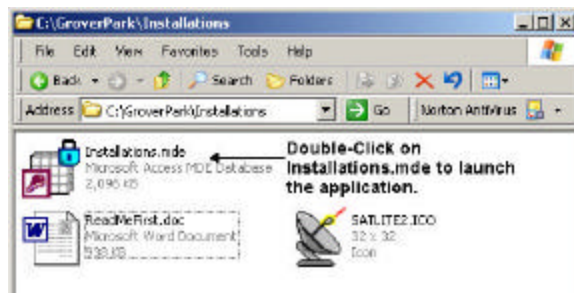 C:\GroverPark\Installations
File Edit View Favorites Tools Help
Back Search Folders
Address C:\GroverPark\Installations Go Norton AntiVirus
Installations.mde
Microsoft Access MDE Database
2,096 KB
Double-Click on
Installations.mde to launch
the application.
ReadMeFirst.doc
Microsoft Word Document
938 KB
SATLITE2.ICO
32 x 32
Icon